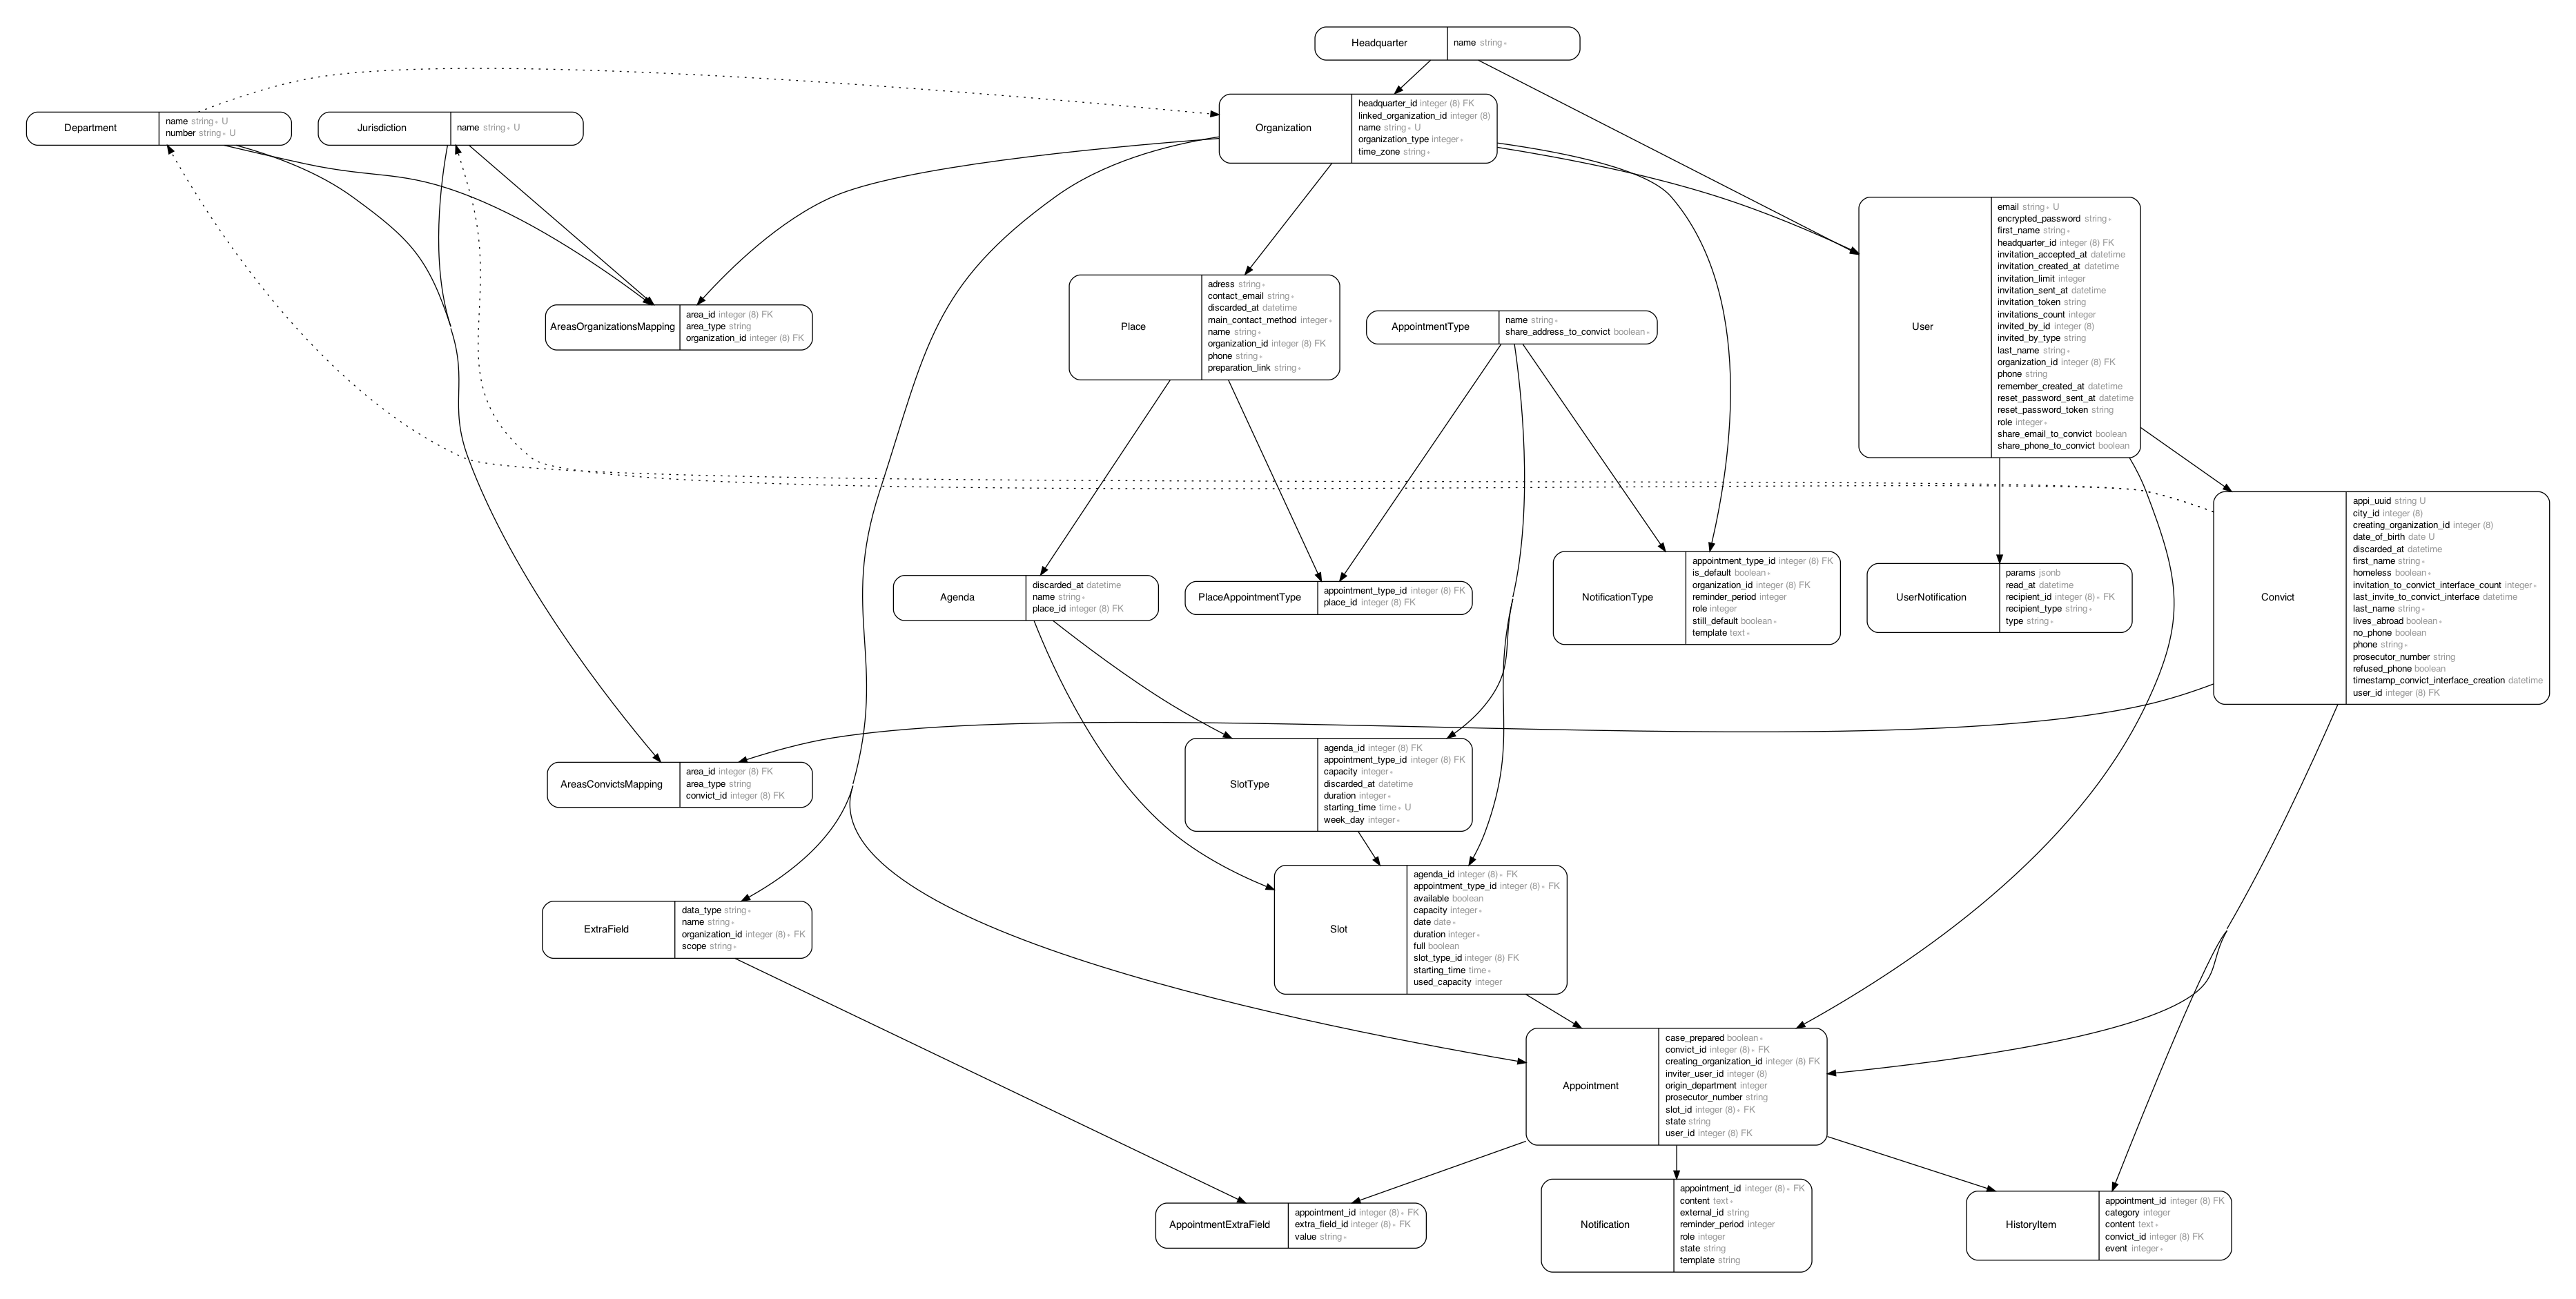 Headquarter
name string *
Department
name string * U
number string * U
Jurisdiction
name string * U
Organization
headquarter_id integer (8) FK
linked_organization_id integer (8)
name string * U
organization_type integer *
time_zone string *
User
email string * U
encrypted_password string *
first_name string *
headquarter_id integer (8) FK
invitation_accepted_at datetime
invitation_created_at datetime
invitation_limit integer
invitation_sent_at datetime
invitation_token string
invitations_count integer
invited_by_id integer (8)
invited_by_type string
last_name string *
organization_id integer (8) FK
phone string
remember_created_at datetime
reset_password_sent_at datetime
reset_password_token string
role integer *
share_email_to_convict boolean
share_phone_to_convict boolean
AreasOrganizationsMapping
area_id integer (8) FK
area_type string
organization_id integer (8) FK
Place
adress string *
contact_email string *
discarded_at datetime
main_contact_method integer *
name string *
organization_id integer (8) FK
phone string *
preparation_link string *
AppointmentType
name string *
share_address_to_convict boolean *
Convict
appi_uuid string U
city_id integer (8)
creating_organization_id integer (8)
date_of_birth date U
discarded_at datetime
first_name string *
homeless boolean *
invitation_to_convict_interface_count integer *
last_invite_to_convict_interface datetime
last_name string *
lives_abroad boolean *
no_phone boolean
phone string *
prosecutor_number string
refused_phone boolean
timestamp_convict_interface_creation datetime
user_id integer (8) FK
Agenda
discarded_at datetime
name string *
place_id integer (8) FK
PlaceAppointmentType
appointment_type_id integer (8) FK
place_id integer (8) FK
NotificationType
appointment_type_id integer (8) FK
is_default boolean *
organization_id integer (8) FK
reminder_period integer
role integer
still_default boolean *
template text *
UserNotification
params jsonb
read_at datetime
recipient_id integer (8) * FK
recipient_type string *
type string *
AreasConvictsMapping
area_id integer (8) FK
area_type string
convict_id integer (8) FK
SlotType
agenda_id integer (8) FK
appointment_type_id integer (8) FK
capacity integer *
discarded_at datetime
duration integer *
starting_time time * U
week_day integer *
ExtraField
data_type string *
name string *
organization_id integer (8) * FK
scope string *
Slot
agenda_id integer (8) * FK
appointment_type_id integer (8) * FK
available boolean
capacity integer *
date date *
duration integer *
full boolean
slot_type_id integer (8) FK
starting_time time *
used_capacity integer
Appointment
case_prepared boolean *
convict_id integer (8) * FK
creating_organization_id integer (8) FK
inviter_user_id integer (8)
origin_department integer
prosecutor_number string
slot_id integer (8) * FK
state string
user_id integer (8) FK
AppointmentExtraField
appointment_id integer (8) * FK
extra_field_id integer (8) * FK
value string *
Notification
appointment_id integer (8) * FK
content text *
external_id string
reminder_period integer
role integer
state string
template string
HistoryItem
appointment_id integer (8) FK
category integer
content text *
convict_id integer (8) FK
event integer *